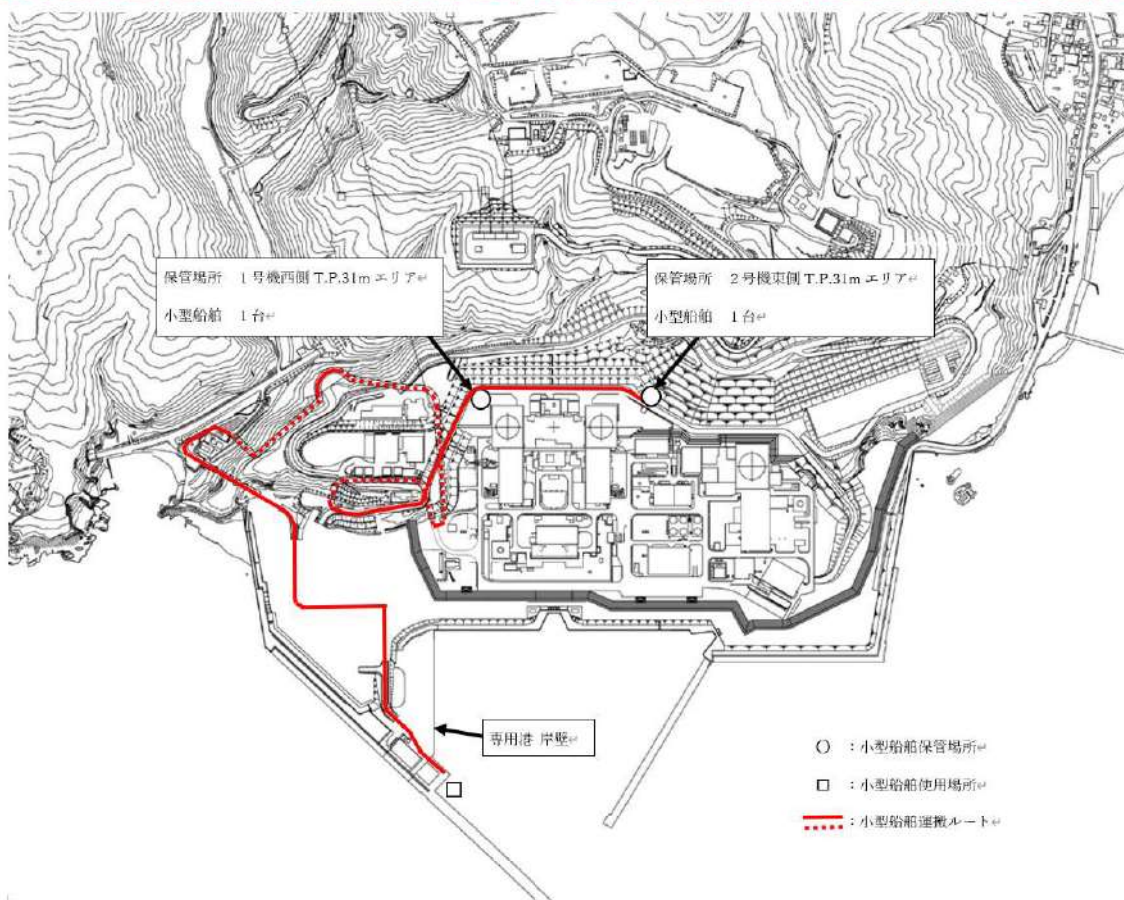 保管場所　1号機西側 T.P.31m エリア↵
小型船舶　1台↵
保管場所　2号機東側 T.P.31m エリア↵
小型船舶　1台↵
専用港 岸壁↵
○　：小型船舶保管場所↵
□　：小型船舶使用場所↵
：小型船舶運搬ルート↵